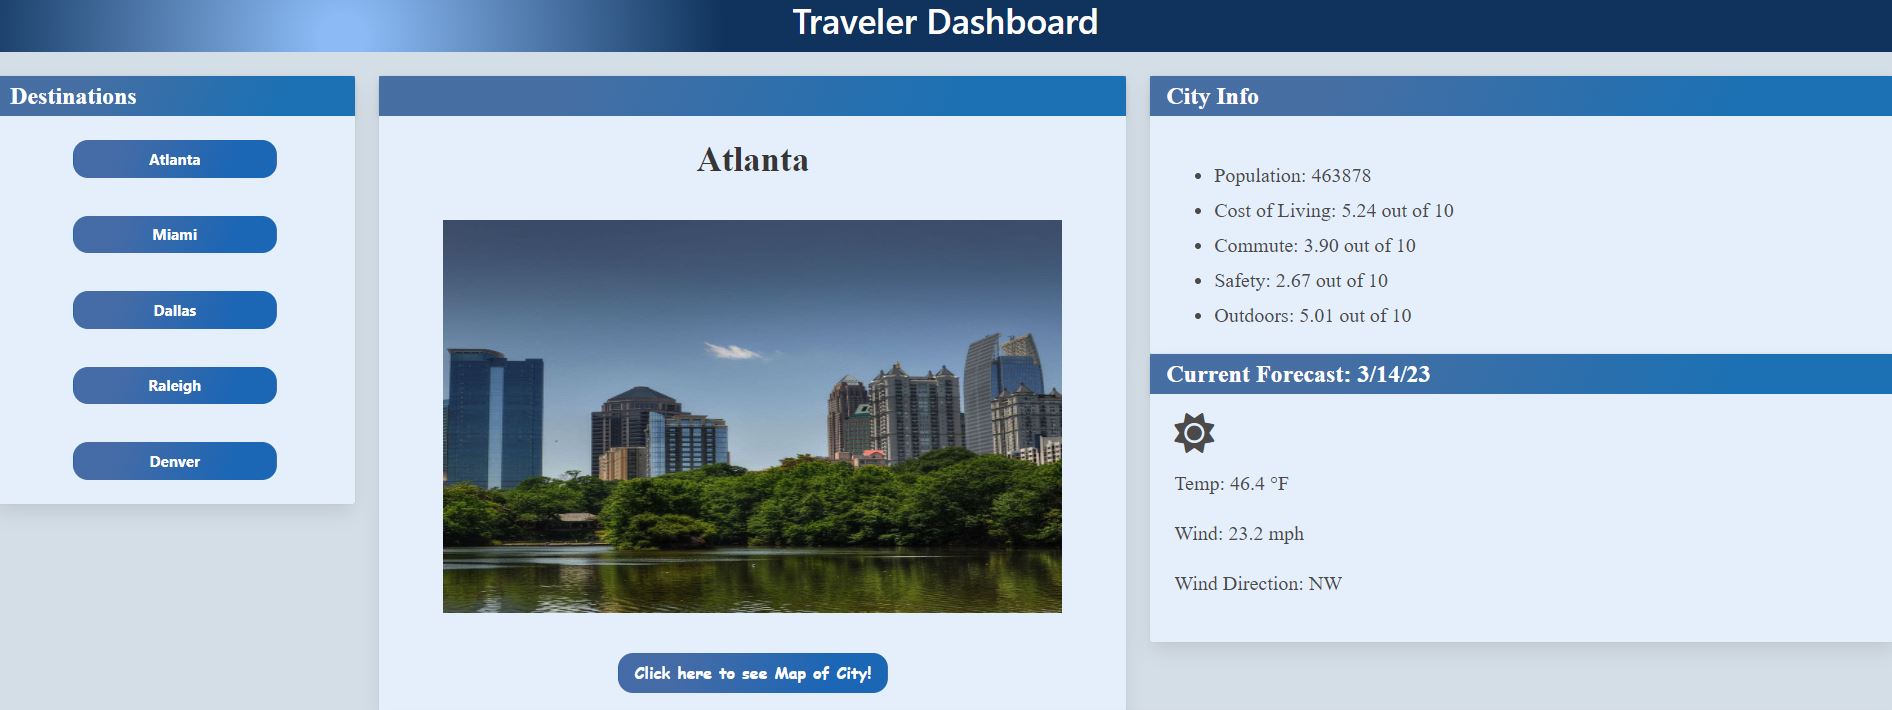 Traveler Dashboard
Destinations
Atlanta
Miami
Dallas
Raleigh
Denver
Atlanta
Click here to see Map of City!
City Info
Population: 463878
Cost of Living: 5.24 out of 10
Commute: 3.90 out of 10
Safety: 2.67 out of 10
Outdoors: 5.01 out of 10
Current Forecast: 3/14/23
Temp: 46.4 °F
Wind: 23.2 mph
Wind Direction: NW